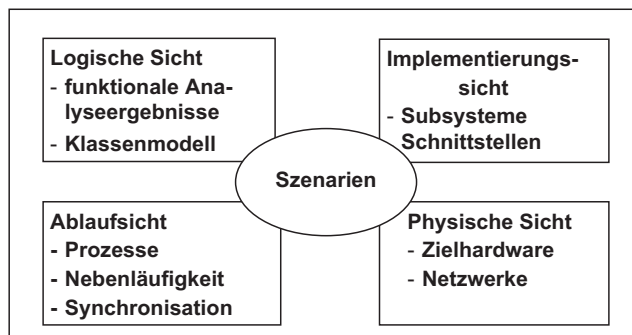 Logische Sicht
- funktionale Ana-
lyseergebnisse
- Klassenmodell
Implementierungs-
sicht
- Subsysteme
Schnittstellen
Szenarien
Ablaufsicht
- Prozesse
- Nebenläufigkeit
- Synchronisation
Physische Sicht
- Zielhardware
- Netzwerke